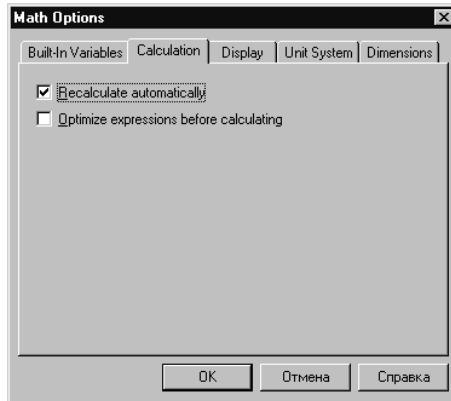 Math Options
Built-In Variables Calculation Display Unit System Dimensions
Recalculate automatically
Optimize expressions before calculating
OK Отмена Справка